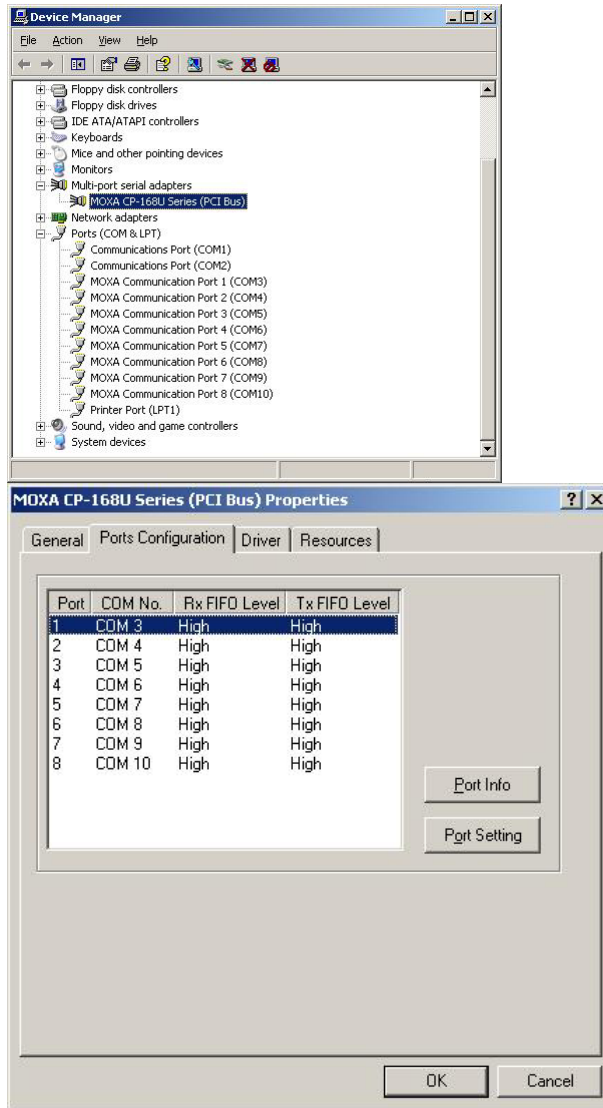 Device Manager
File Action View Help
Floppy disk controllers
Floppy disk drives
IDE ATA/ATAPI controllers
Keyboards
Mice and other pointing devices
Monitors
Multi-port serial adapters
MOXA CP-168U Series (PCI Bus)
Network adapters
Ports (COM & LPT)
Communications Port (COM1)
Communications Port (COM2)
MOXA Communication Port 1 (COM3)
MOXA Communication Port 2 (COM4)
MOXA Communication Port 3 (COM5)
MOXA Communication Port 4 (COM6)
MOXA Communication Port 5 (COM7)
MOXA Communication Port 6 (COM8)
MOXA Communication Port 7 (COM9)
MOXA Communication Port 8 (COM10)
Printer Port (LPT1)
Sound, video and game controllers
System devices
MOXA CP-168U Series (PCI Bus) Properties
General Ports Configuration Driver Resources
Port COM No. Rx FIFO Level Tx FIFO Level
1 COM 3 High High
2 COM 4 High High
3 COM 5 High High
4 COM 6 High High
5 COM 7 High High
6 COM 8 High High
7 COM 9 High High
8 COM 10 High High
Port Info
Port Setting
OK Cancel